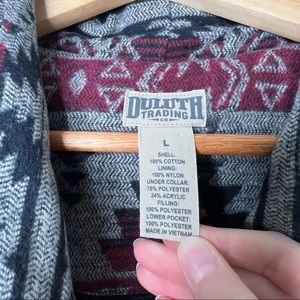 DULUTH
TRADING
CO
L
SHELL:
100% COTTON
LINING:
100% NYLON
UNDER COLLAR:
76% POLYESTER
24% ACRYLIC
FILLING:
100% POLYESTER
LOWER POCKET:
100% POLYESTER
MADE IN VIETNAM